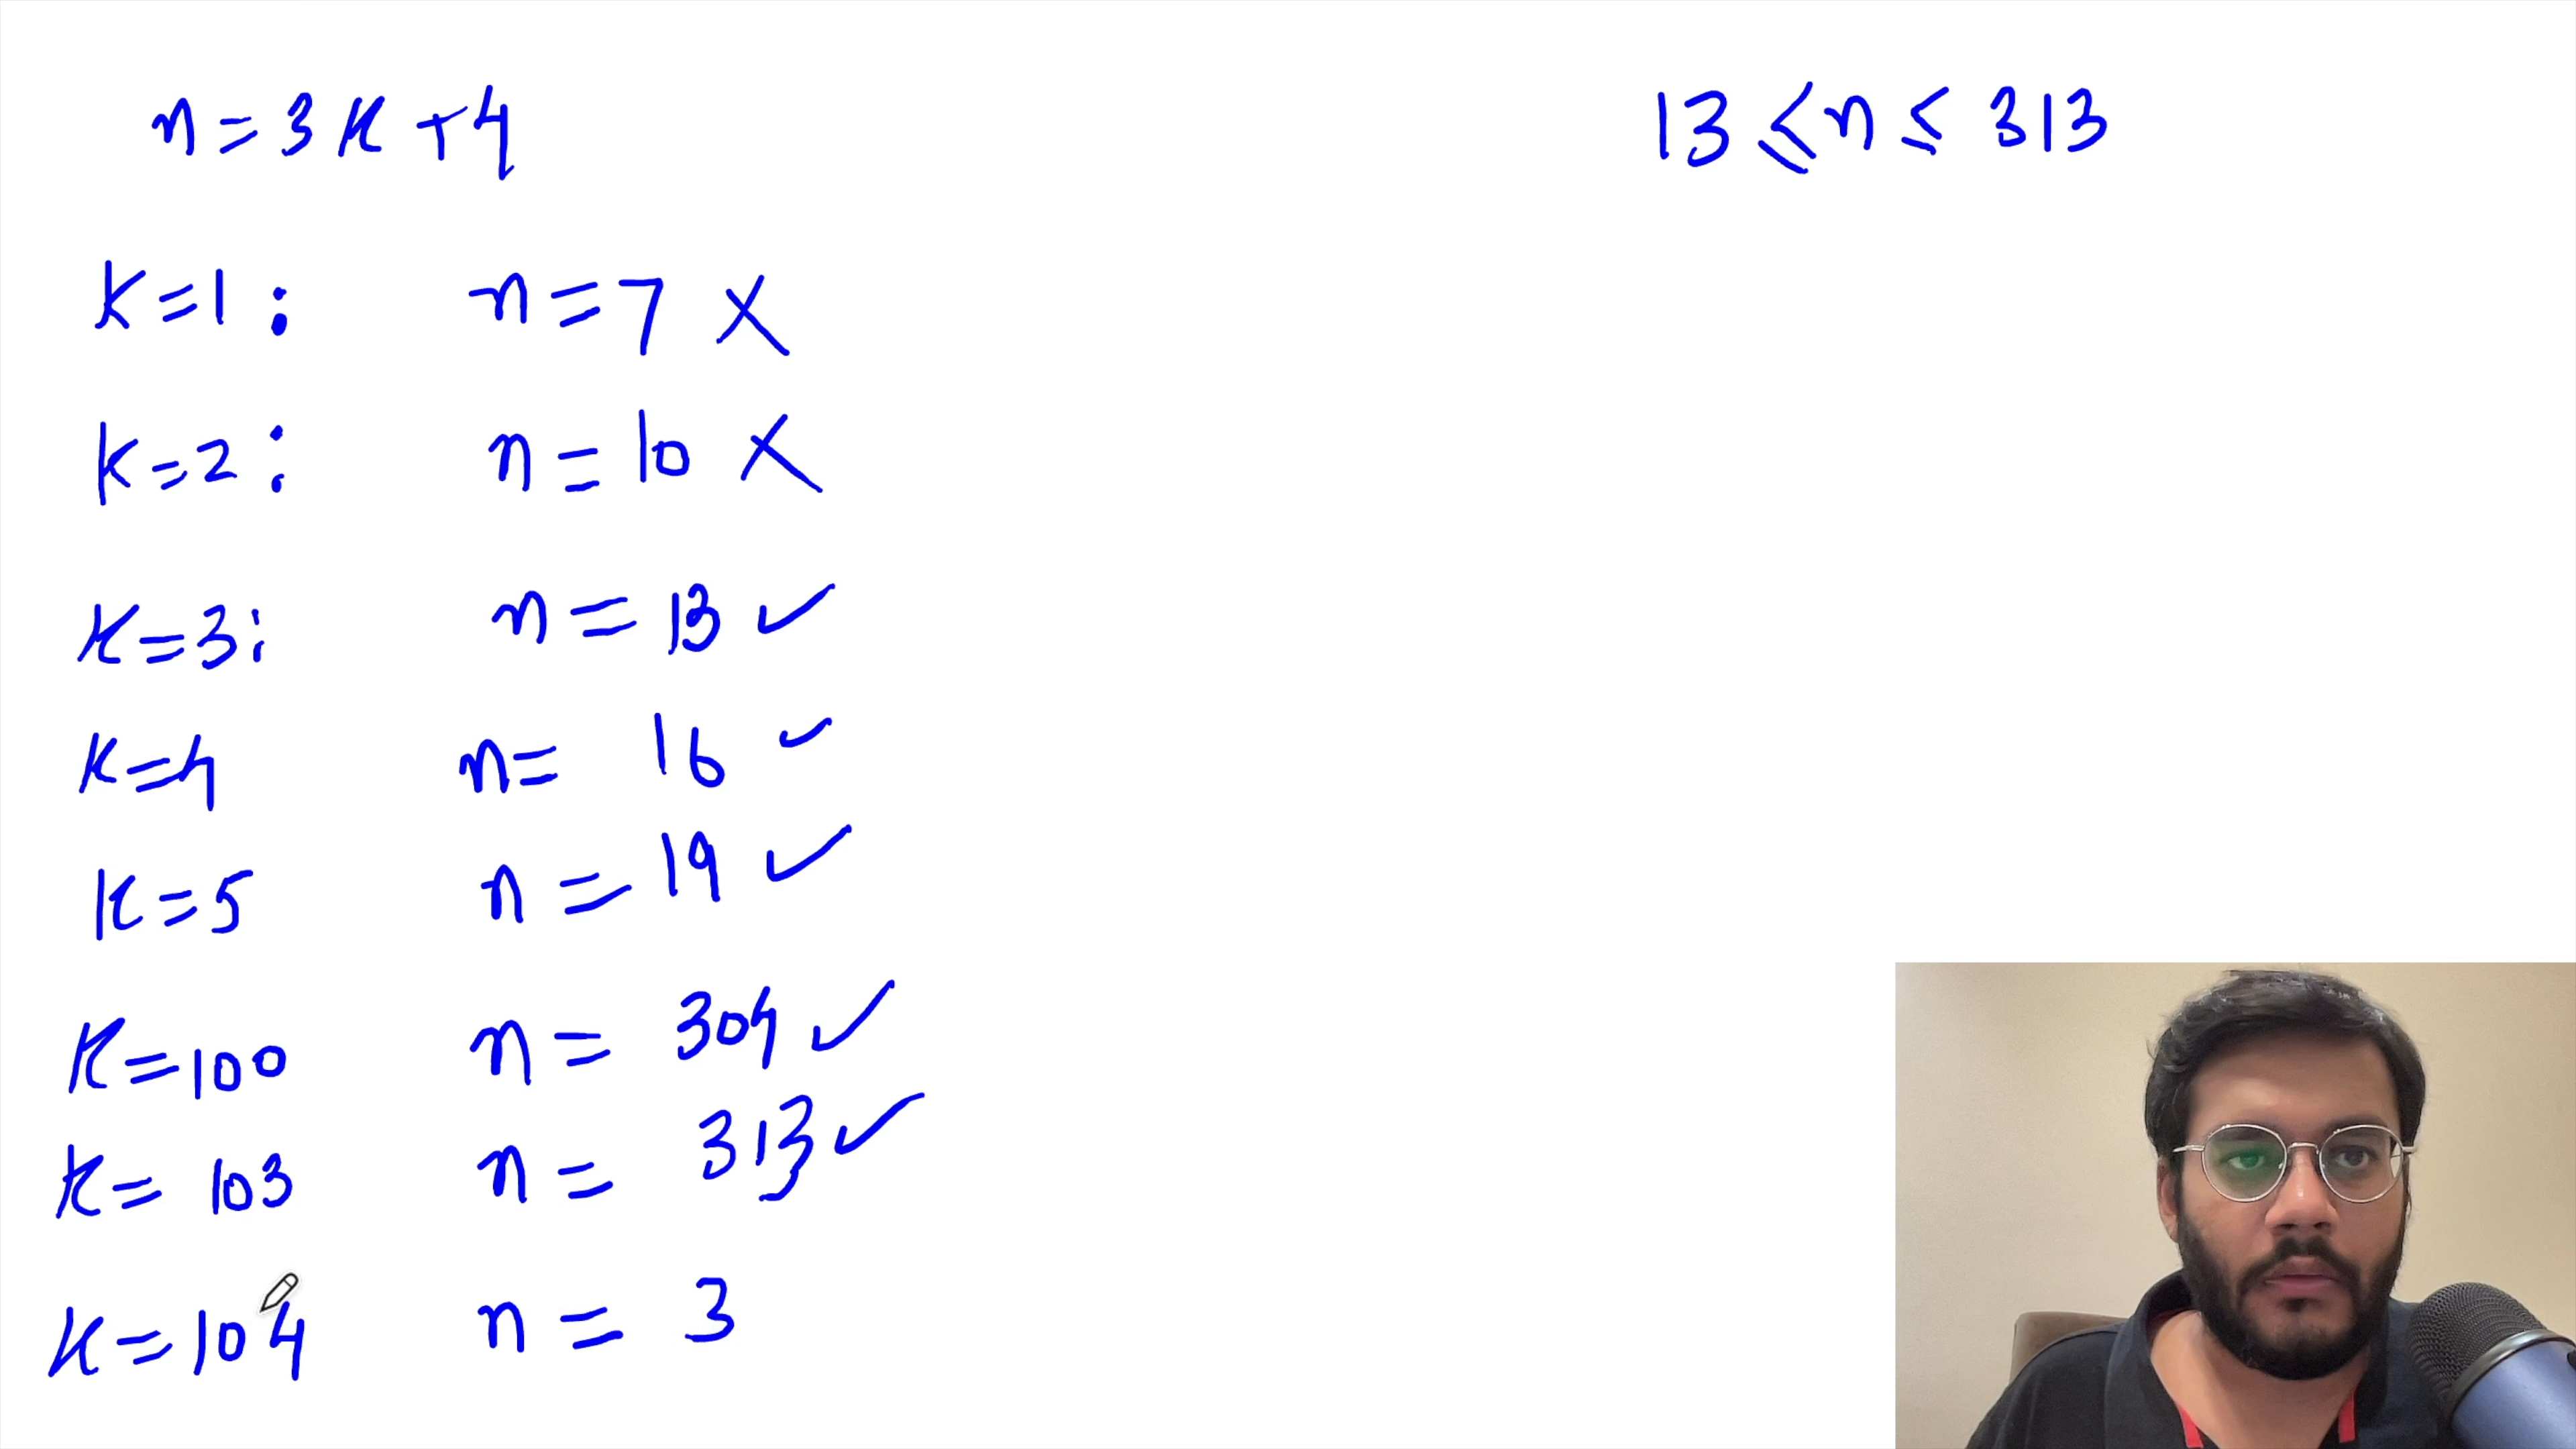 n = 3k + 4
13 ≤ n ≤ 313
k = 1 : n = 7 ×
k = 2 : n = 10 ×
k = 3 : n = 13 ✓
k = 4 n = 16 ✓
k = 5 n = 19 ✓
k = 100 n = 304 ✓
k = 103 n = 313 ✓
k = 104 n = 3